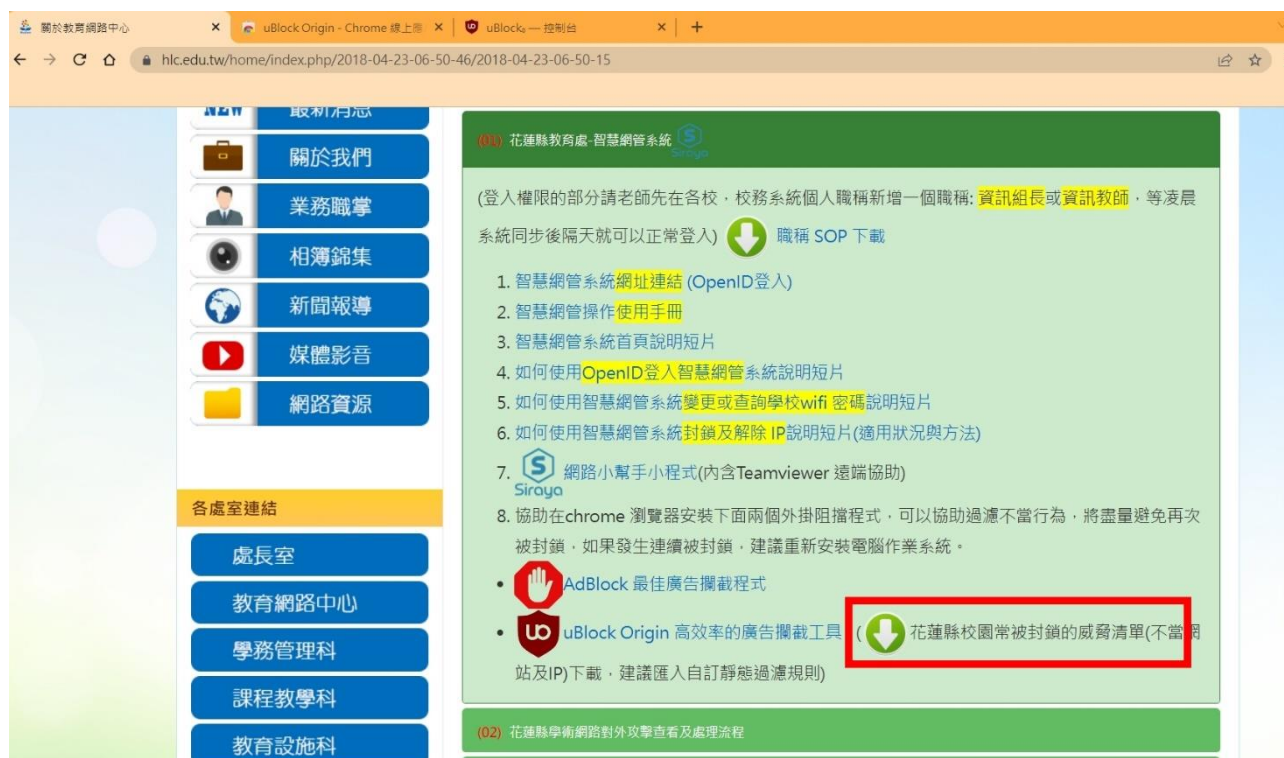 關於教育網路中心
uBlock Origin - Chrome 線上應
uBlock₀ — 控制台
hlc.edu.tw/home/index.php/2018-04-23-06-50-46/2018-04-23-06-50-15
NEW 最新消息
關於我們
業務職掌
相簿錦集
新聞報導
媒體影音
網路資源
各處室連結
處長室
教育網路中心
學務管理科
課程教學科
教育設施科
(01) 花蓮縣教育處-智慧網管系統 Siraya
(登入權限的部分請老師先在各校，校務系統個人職稱新增一個職稱: 資訊組長或資訊教師，等凌晨
系統同步後隔天就可以正常登入) 職稱 SOP 下載
1. 智慧網管系統網址連結 (OpenID登入)
2. 智慧網管操作使用手冊
3. 智慧網管系統首頁說明短片
4. 如何使用OpenID登入智慧網管系統說明短片
5. 如何使用智慧網管系統變更或查詢學校wifi 密碼說明短片
6. 如何使用智慧網管系統封鎖及解除 IP說明短片(適用狀況與方法)
7. Siraya 網路小幫手小程式(內含Teamviewer 遠端協助)
8. 協助在chrome 瀏覽器安裝下面兩個外掛阻擋程式，可以協助過濾不當行為，將盡量避免再次
被封鎖，如果發生連續被封鎖，建議重新安裝電腦作業系統。
• AdBlock 最佳廣告攔截程式
• uBlock Origin 高效率的廣告攔截工具 ( 花蓮縣校園常被封鎖的威脅清單(不當網
站及IP)下載，建議匯入自訂靜態過濾規則)
(02) 花蓮縣學術網路對外攻擊查看及處理流程